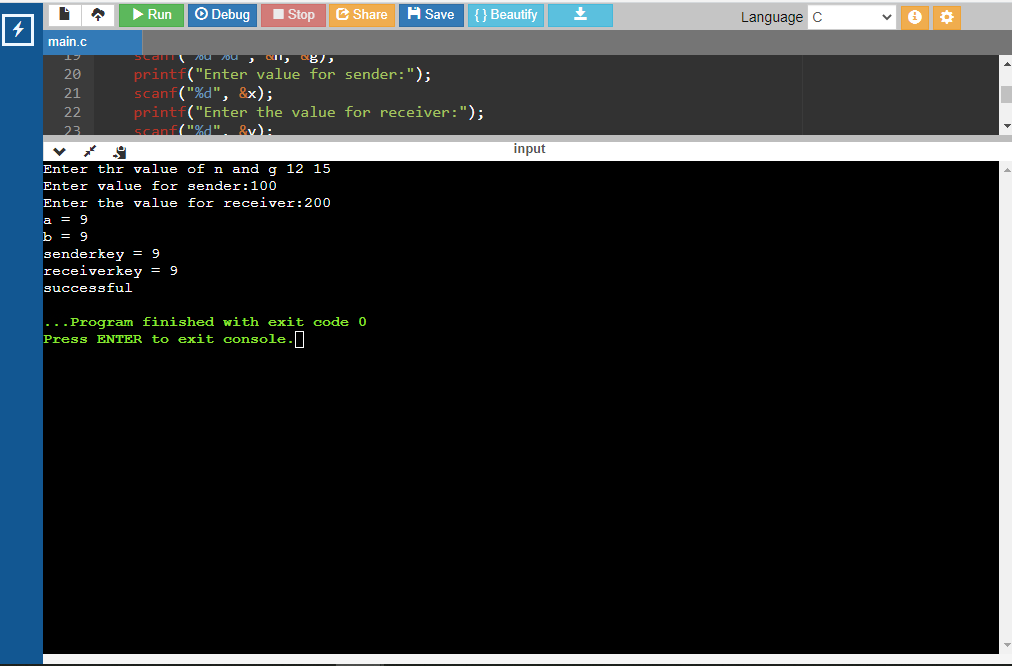 Run Debug Stop Share Save { } Beautify Language C
main.c
19 scanf("%d %d", &n, &g);
20 printf("Enter value for sender:");
21 scanf("%d", &x);
22 printf("Enter the value for receiver:");
23 scanf("%d", &y);
input
Enter thr value of n and g 12 15
Enter value for sender:100
Enter the value for receiver:200
a = 9
b = 9
senderkey = 9
receiverkey = 9
successful
...Program finished with exit code 0
Press ENTER to exit console.